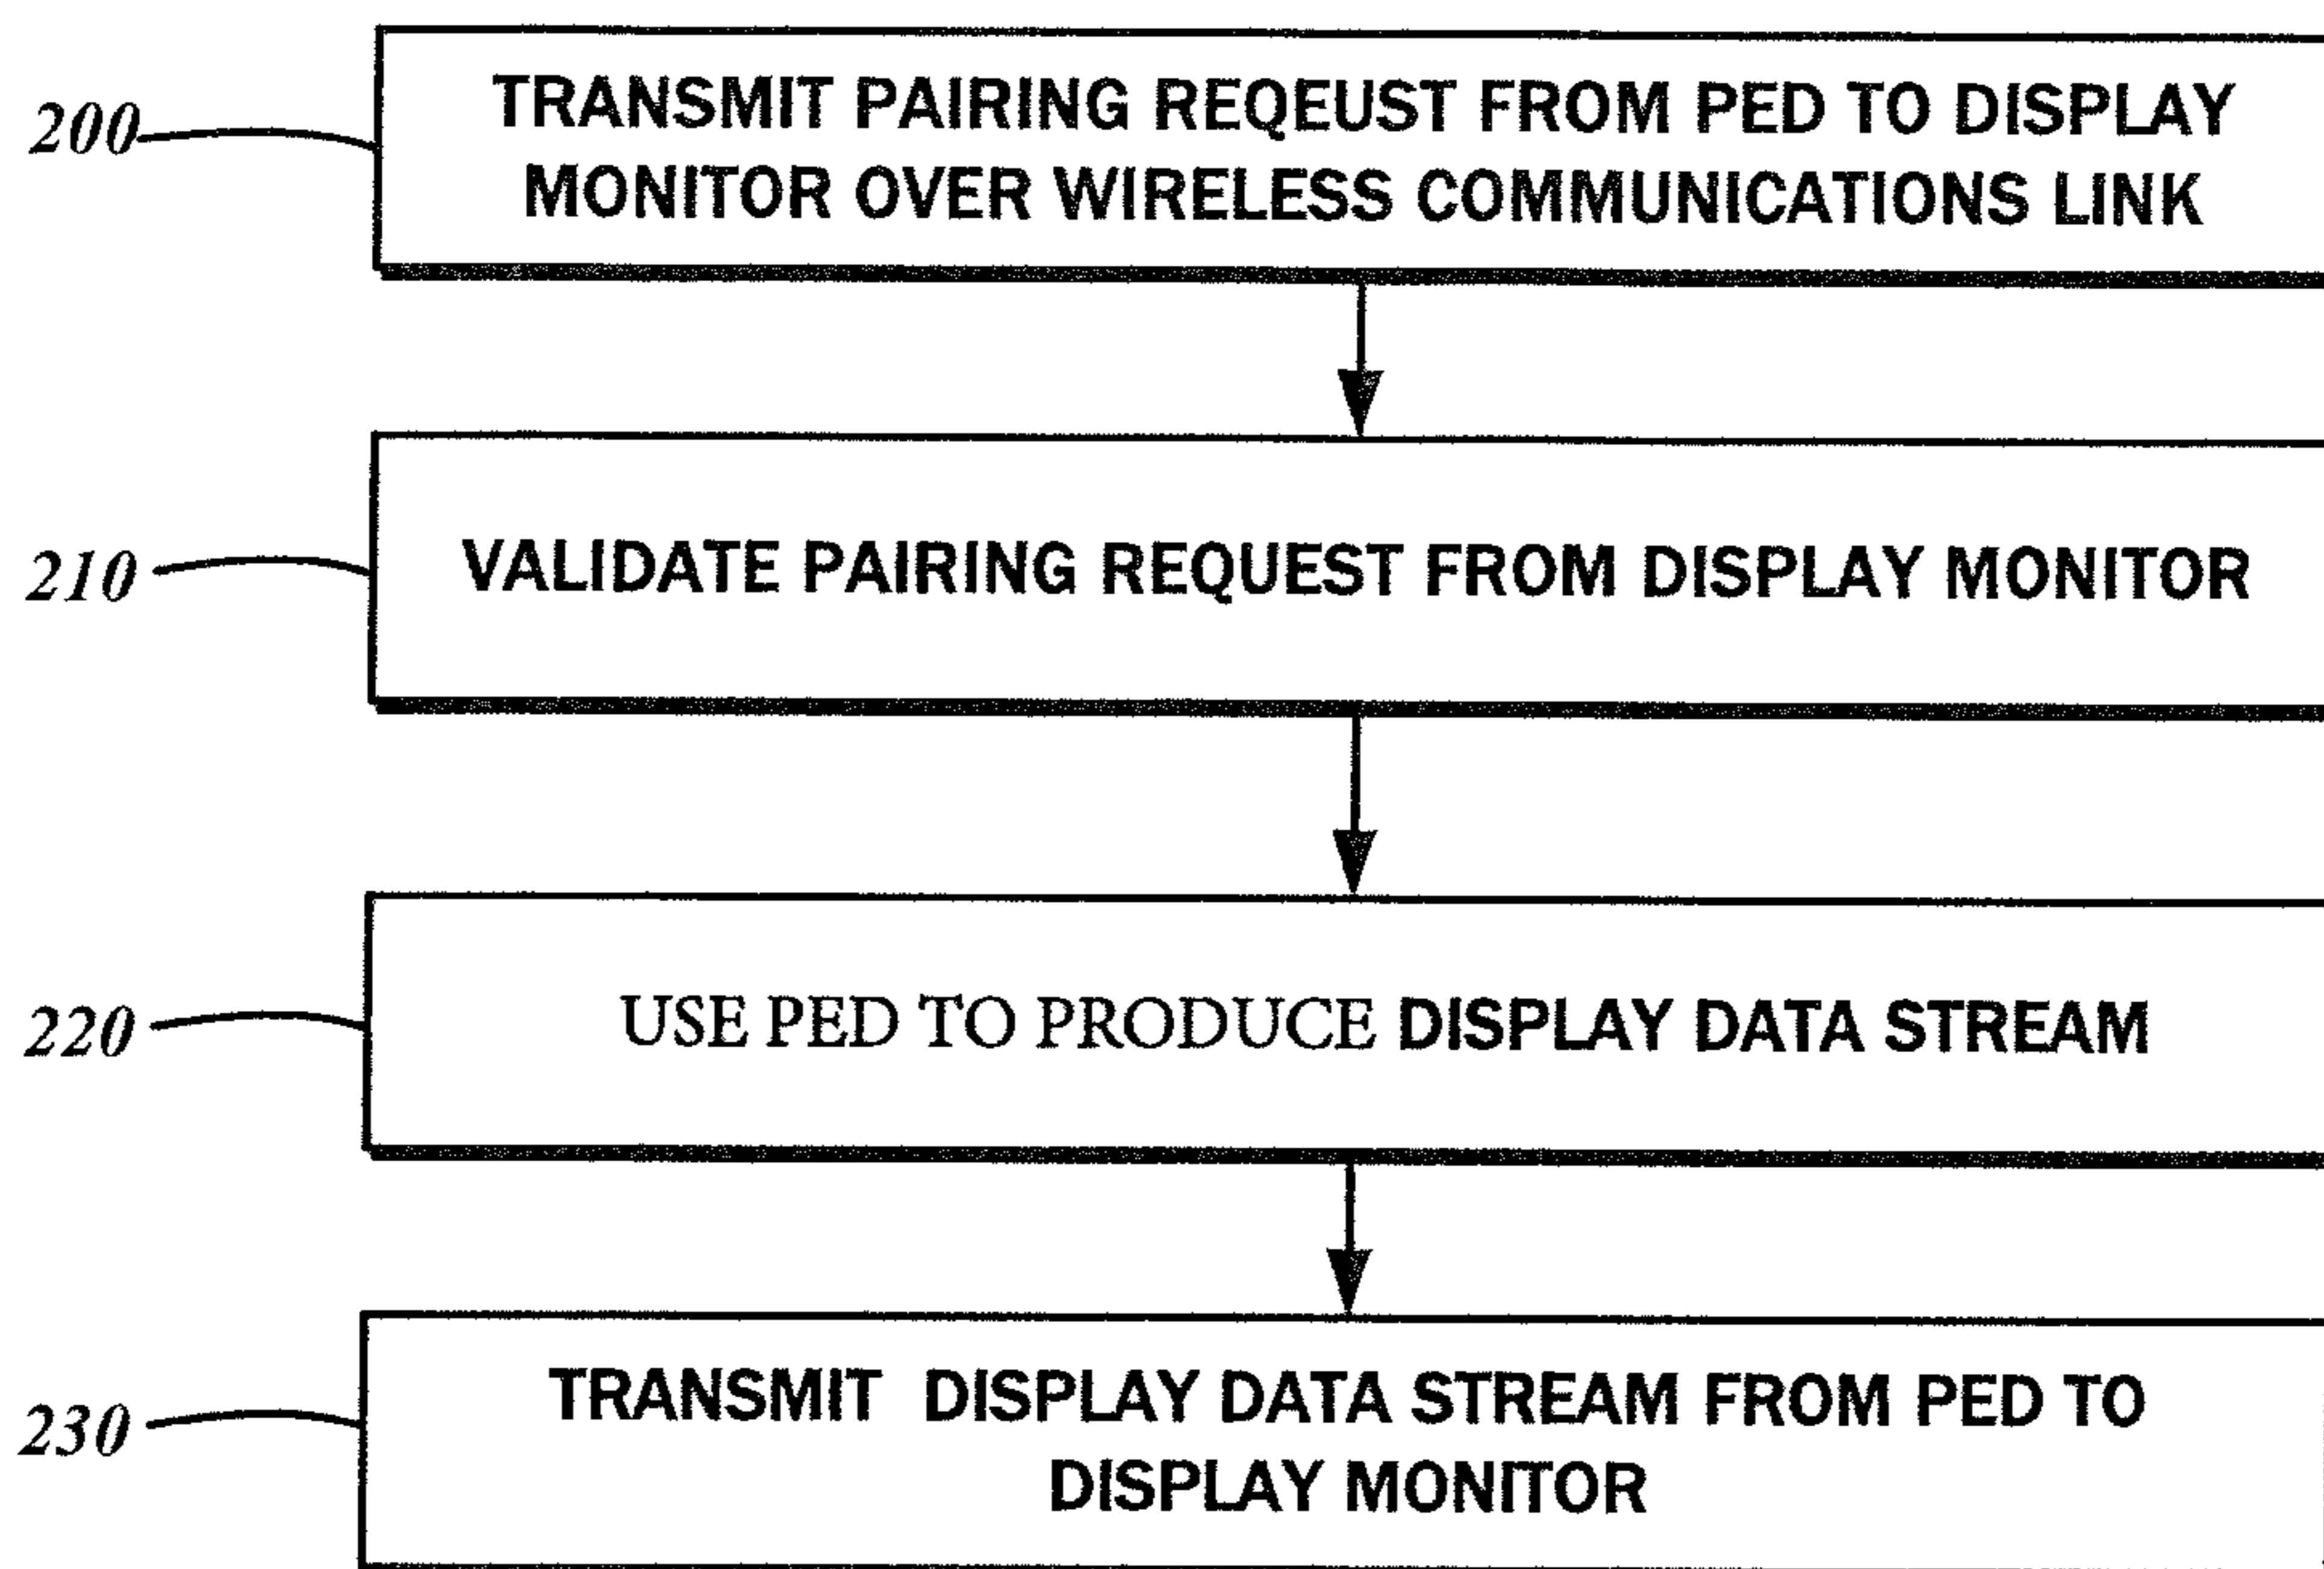 200
TRANSMIT PAIRING REQEUST FROM PED TO DISPLAY
MONITOR OVER WIRELESS COMMUNICATIONS LINK
210
VALIDATE PAIRING REQUEST FROM DISPLAY MONITOR
220
USE PED TO PRODUCE DISPLAY DATA STREAM
230
TRANSMIT DISPLAY DATA STREAM FROM PED TO
DISPLAY MONITOR